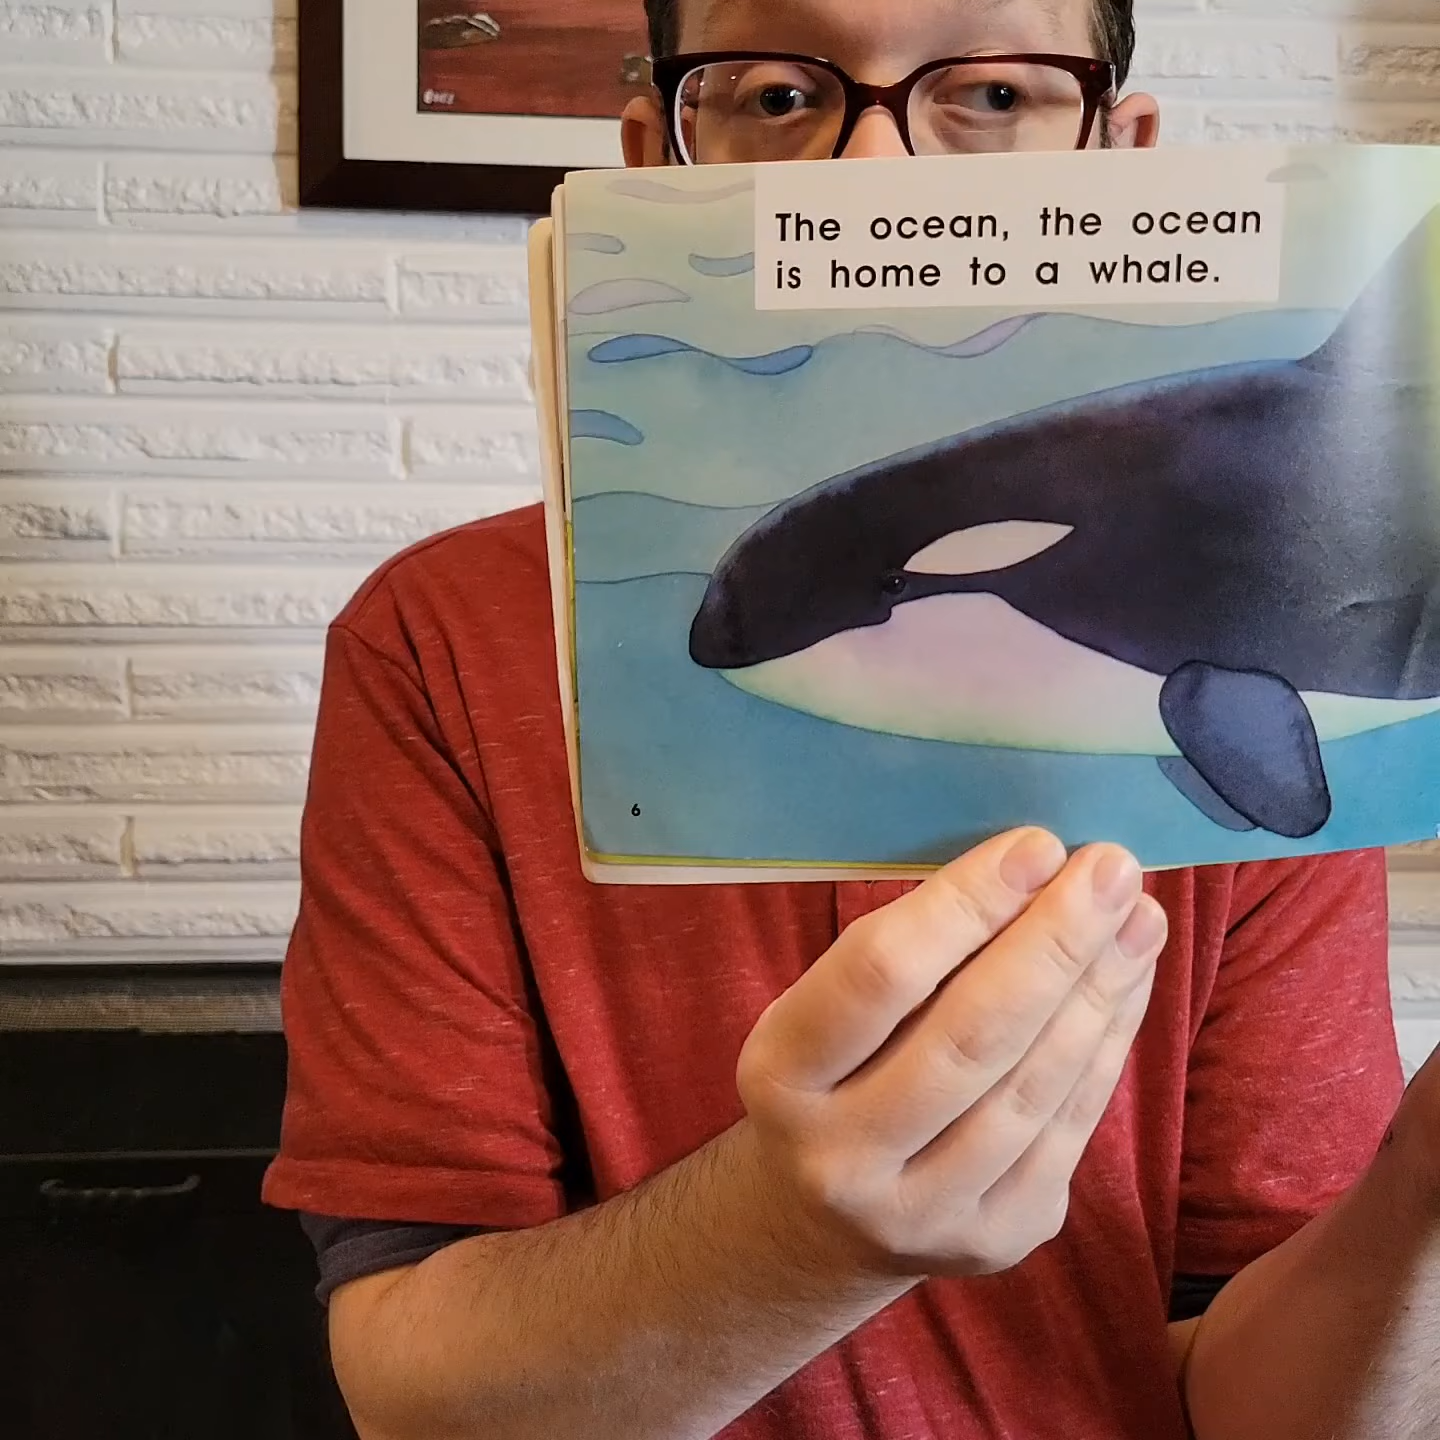 The ocean, the ocean
is home to a whale.
6